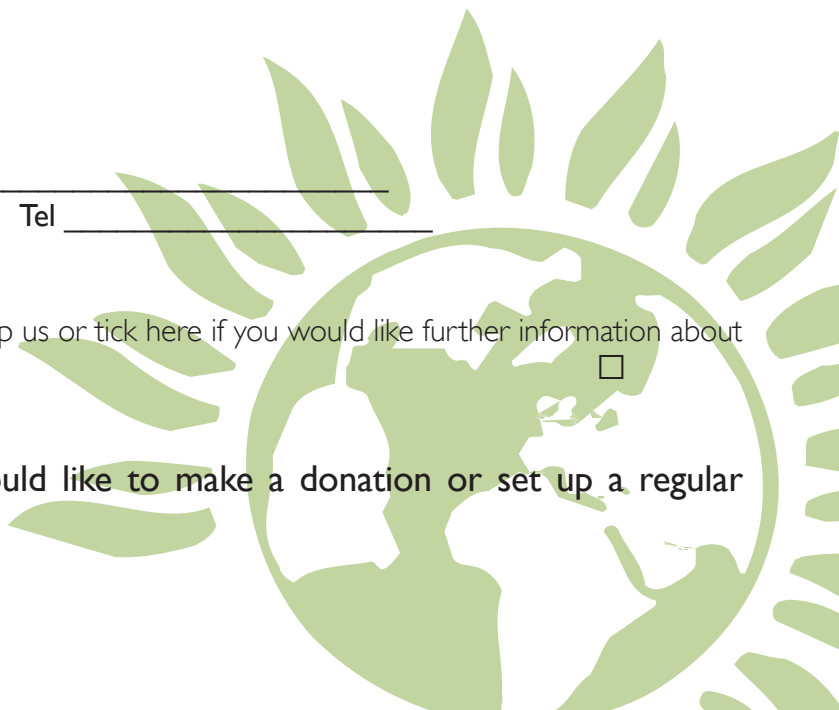 Tel
us or tick here if you would like further information about
like to make a donation or set up a regular